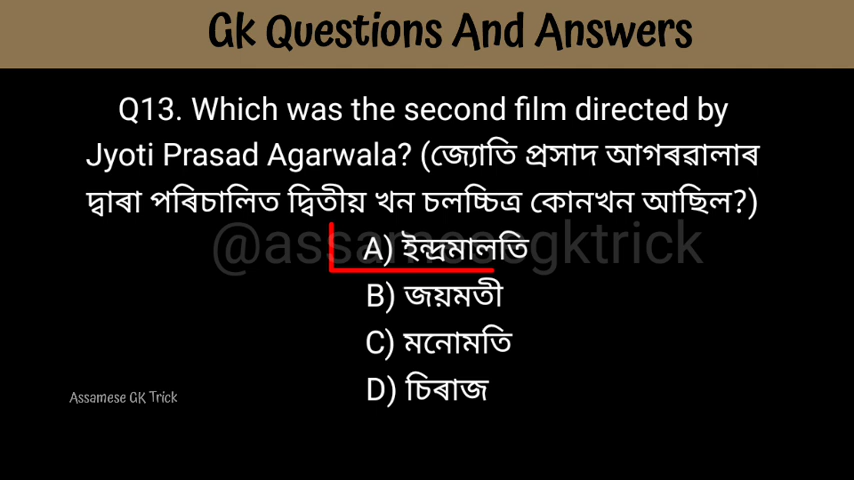 Gk Questions And Answers
Q13. Which was the second film directed by
Jyoti Prasad Agarwala? (জ্যোতি প্ৰসাদ আগৰৱালাৰ
দ্বাৰা পৰিচালিত দ্বিতীয় খন চলচ্চিত্ৰ কোনখন আছিল?)
@assamesegktrick
A) ইন্দ্ৰমালতি
B) জয়মতী
C) মনোমতি
D) চিৰাজ
Assamese GK Trick